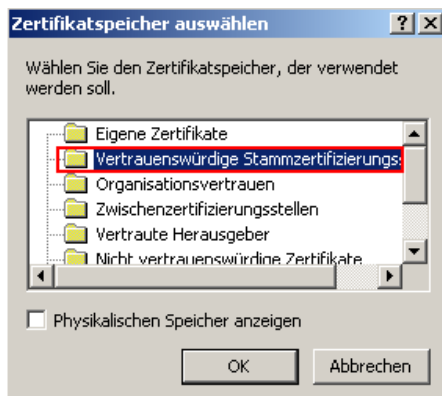 Zertifikatspeicher auswählen
Wählen Sie den Zertifikatspeicher, der verwendet
werden soll.
Eigene Zertifikate
Vertrauenswürdige Stammzertifizierungs
Organisationsvertrauen
Zwischenzertifizierungsstellen
Vertraute Herausgeber
Nicht vertrauenswürdige Zertifikate
Physikalischen Speicher anzeigen
OK Abbrechen